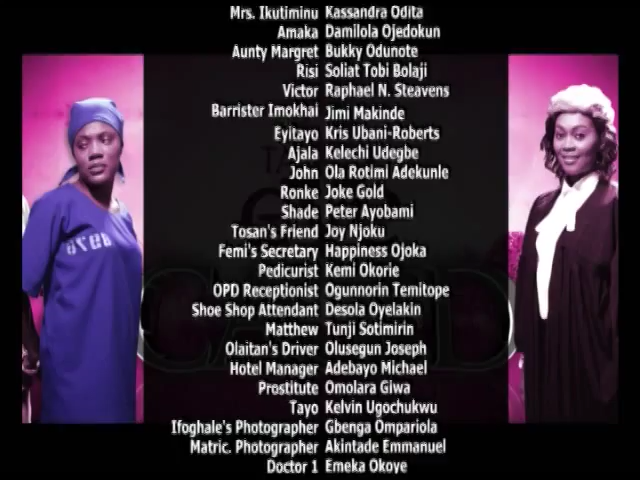 Mrs. Ikutiminu Kassandra Odita
Amaka Damilola Ojedokun
Aunty Margret Bukky Odunote
Risi Soliat Tobi Bolaji
Victor Raphael N. Steavens
Barrister Imokhai Jimi Makinde
Eyitayo Kris Ubani-Roberts
Ajala Kelechi Udegbe
John Ola Rotimi Adekunle
Ronke Joke Gold
Shade Peter Ayobami
Tosan's Friend Joy Njoku
Femi's Secretary Happiness Ojoka
Pedicurist Kemi Okorie
OPD Receptionist Ogunnorin Temitope
Shoe Shop Attendant Desola Oyelakin
Matthew Tunji Sotimirin
Olaitan's Driver Olusegun Joseph
Hotel Manager Adebayo Michael
Prostitute Omolara Giwa
Tayo Kelvin Ugochukwu
Ifoghale's Photographer Gbenga Ompariola
Matric. Photographer Akintade Emmanuel
Doctor 1 Emeka Okoye